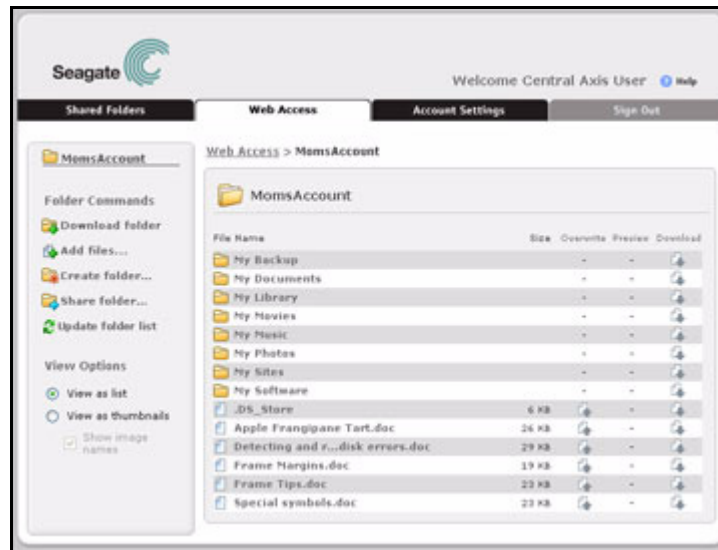 Seagate
Welcome Central Axis User Help
Shared Folders Web Access Account Settings Sign Out
MomsAccount
Folder Commands
Download folder
Add files...
Create folder...
Share folder...
Update folder list
View Options
View as list
View as thumbnails
Show image names
Web Access > MomsAccount
MomsAccount
File Name Size Overwrite Preview Download
My Backup - -
My Documents - -
My Library - -
My Movies - -
My Music - -
My Photos - -
My Sites - -
My Software - -
.DS_Store 6 KB -
Apple Frangipane Tart.doc 26 KB -
Detecting and r...disk errors.doc 29 KB -
Frame Margins.doc 19 KB -
Frame Tips.doc 23 KB -
Special symbols.doc 23 KB -